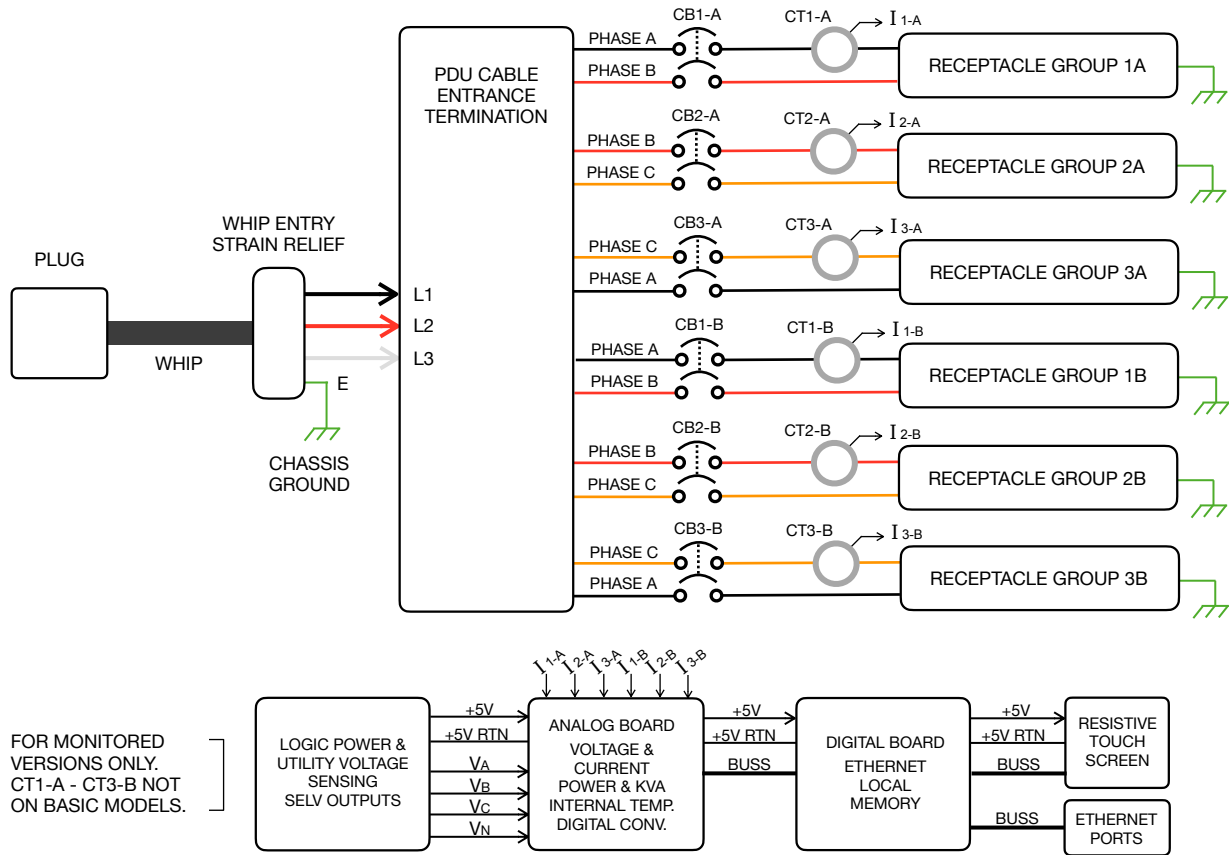 CB1-A
CT1-A
I 1-A
PHASE A
PHASE B
RECEPTACLE GROUP 1A
PDU CABLE
ENTRANCE
TERMINATION
CB2-A
CT2-A
I 2-A
PHASE B
PHASE C
RECEPTACLE GROUP 2A
WHIP ENTRY
STRAIN RELIEF
CB3-A
CT3-A
I 3-A
PHASE C
PHASE A
RECEPTACLE GROUP 3A
PLUG
WHIP
L1
L2
L3
E
CHASSIS
GROUND
CB1-B
CT1-B
I 1-B
PHASE A
PHASE B
RECEPTACLE GROUP 1B
CB2-B
CT2-B
I 2-B
PHASE B
PHASE C
RECEPTACLE GROUP 2B
CB3-B
CT3-B
I 3-B
PHASE C
PHASE A
RECEPTACLE GROUP 3B
FOR MONITORED
VERSIONS ONLY.
CT1-A - CT3-B NOT
ON BASIC MODELS.
LOGIC POWER &
UTILITY VOLTAGE
SENSING
SELV OUTPUTS
+5V
+5V RTN
VA
VB
VC
VN
I 1-A
I 2-A
I 3-A
I 1-B
I 2-B
I 3-B
ANALOG BOARD
VOLTAGE &
CURRENT
POWER & KVA
INTERNAL TEMP.
DIGITAL CONV.
+5V
+5V RTN
BUSS
DIGITAL BOARD
ETHERNET
LOCAL
MEMORY
+5V
+5V RTN
BUSS
BUSS
RESISTIVE
TOUCH
SCREEN
ETHERNET
PORTS